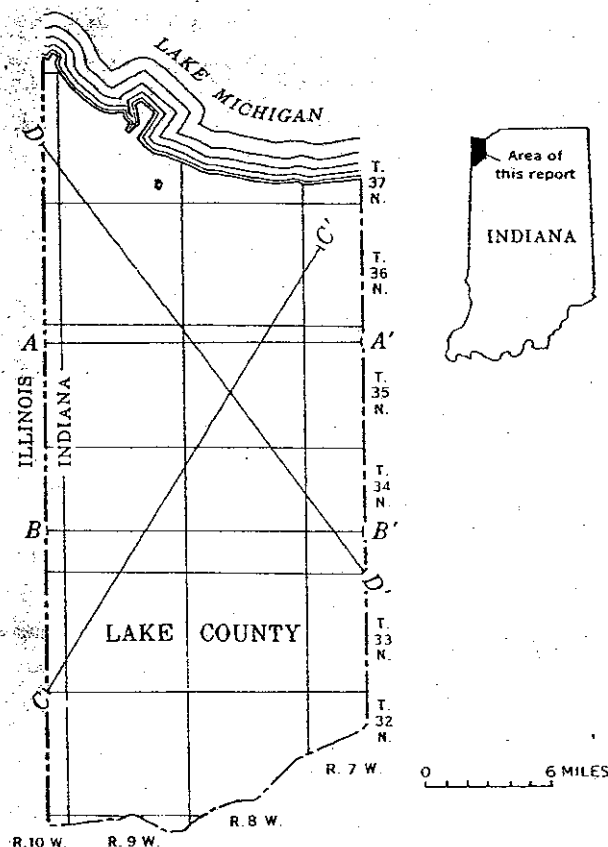 LAKE MICHIGAN
D
T.
37
N.
Area of
this report
INDIANA
C'
T.
36
N.
A
A'
ILLINOIS
INDIANA
T.
35
N.
T.
34
N.
B
B'
D'
LAKE COUNTY
T.
33
N.
C
T.
32
N.
R. 7 W.
0 6 MILES
R. 8 W.
R.10 W.
R. 9 W.